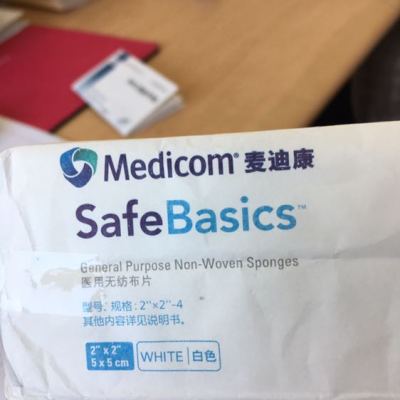 Medicom® 麦迪康
SafeBasics™
General Purpose Non-Woven Sponges
医用无纺布片
型号、规格：2"×2"-4
其他内容详见说明书。
2" x 2"
5 x 5 cm
WHITE | 白色